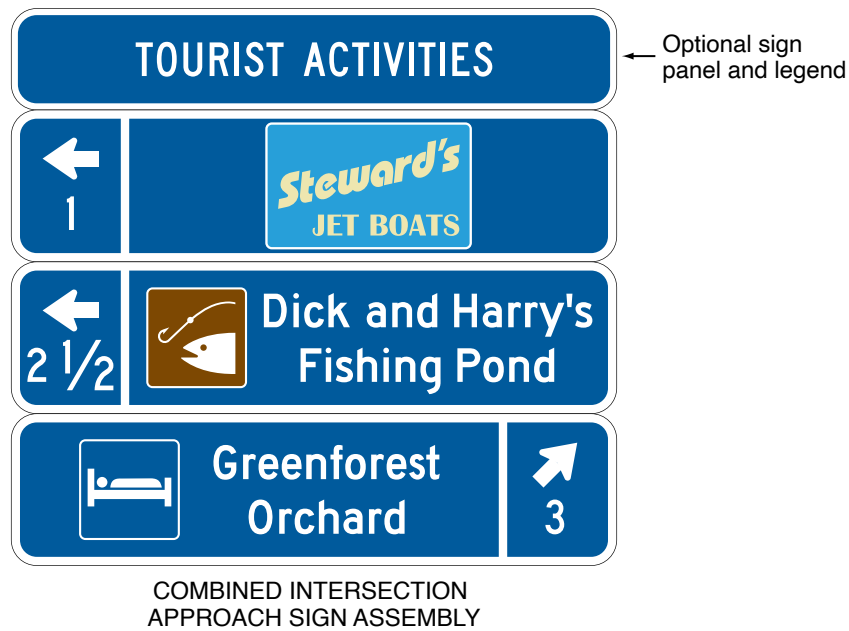 TOURIST ACTIVITIES
Optional sign
panel and legend
1
Steward's
JET BOATS
2 1/2
Dick and Harry's
Fishing Pond
Greenforest
Orchard
3
COMBINED INTERSECTION
APPROACH SIGN ASSEMBLY